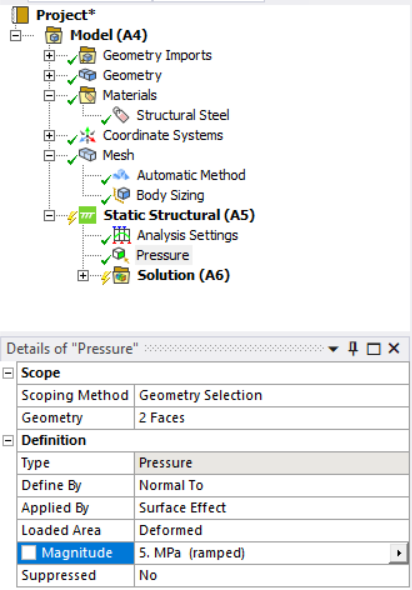 Project*
Model (A4)
Geometry Imports
Geometry
Materials
Structural Steel
Coordinate Systems
Mesh
Automatic Method
Body Sizing
Static Structural (A5)
Analysis Settings
Pressure
Solution (A6)
Details of "Pressure"
Scope
Scoping Method Geometry Selection
Geometry 2 Faces
Definition
Type Pressure
Define By Normal To
Applied By Surface Effect
Loaded Area Deformed
Magnitude 5. MPa (ramped)
Suppressed No